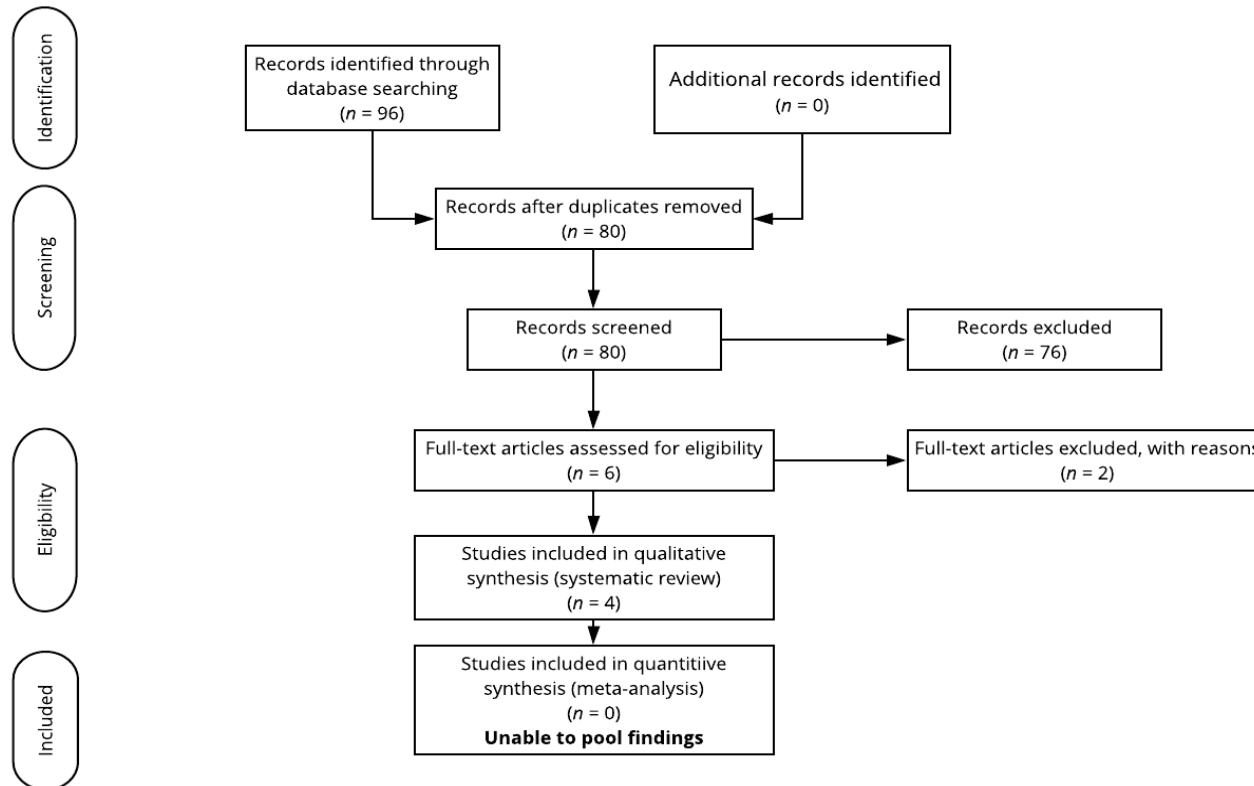 Identification
Records identified through
database searching
(n = 96)
Additional records identified
(n = 0)
Screening
Records after duplicates removed
(n = 80)
Records screened
(n = 80)
Records excluded
(n = 76)
Eligibility
Full-text articles assessed for eligibility
(n = 6)
Full-text articles excluded, with reasons
(n = 2)
Studies included in qualitative
synthesis (systematic review)
(n = 4)
Included
Studies included in quantitiive
synthesis (meta-analysis)
(n = 0)
Unable to pool findings